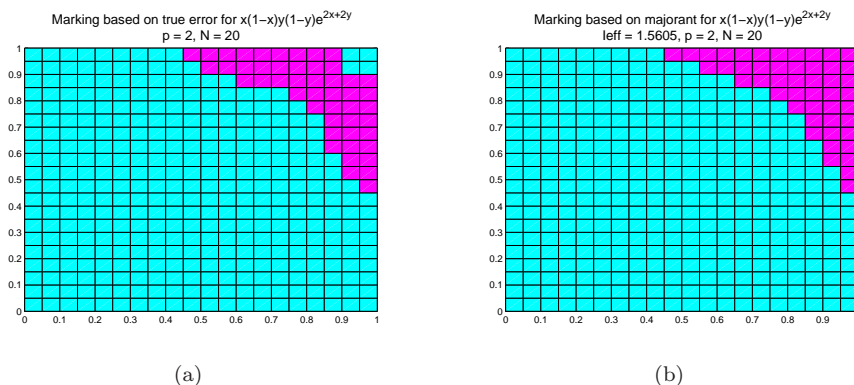 Marking based on true error for x(1−x)y(1−y)e^{2x+2y}
p = 2, N = 20
1
0.9
0.8
0.7
0.6
0.5
0.4
0.3
0.2
0.1
0
0 0.1 0.2 0.3 0.4 0.5 0.6 0.7 0.8 0.9 1
(a)
Marking based on majorant for x(1−x)y(1−y)e^{2x+2y}
Ieff = 1.5605, p = 2, N = 20
1
0.9
0.8
0.7
0.6
0.5
0.4
0.3
0.2
0.1
0
0 0.1 0.2 0.3 0.4 0.5 0.6 0.7 0.8 0.9
(b)